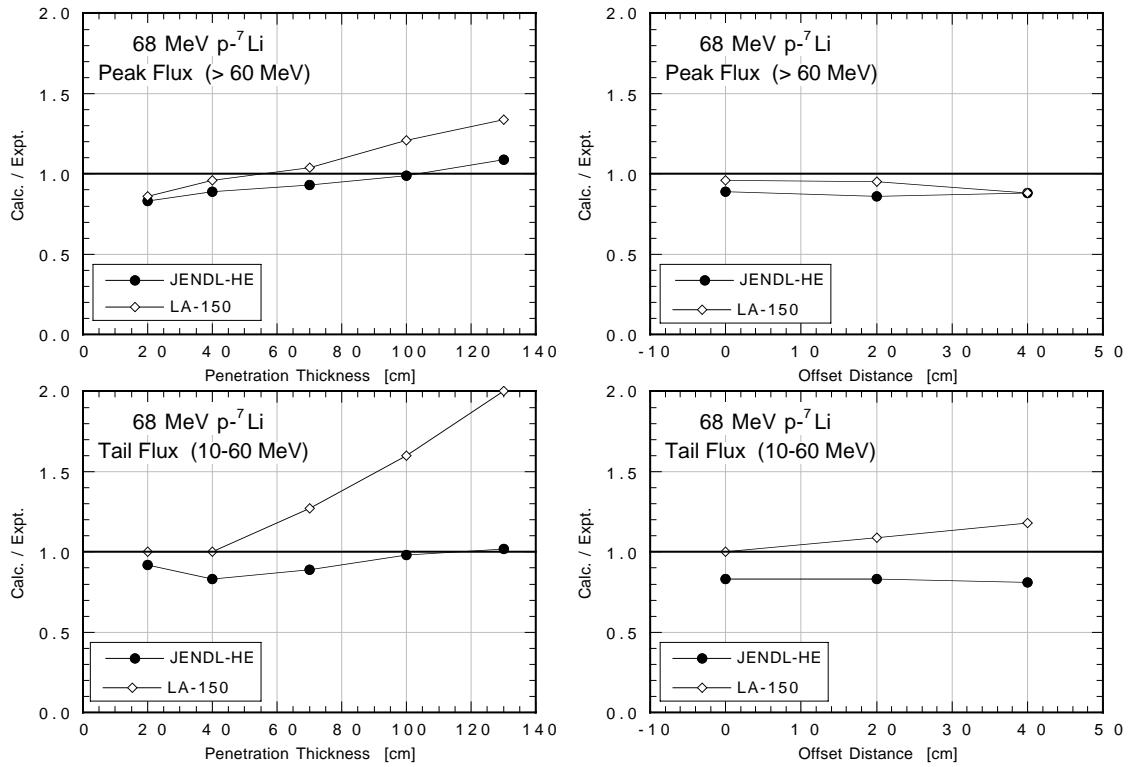 2.0
68 MeV p-⁷Li
Peak Flux (> 60 MeV)
1.5
Calc. / Expt.
1.0
0.5
JENDL-HE
LA-150
0.0
0 20 40 60 80 100 120 140
Penetration Thickness [cm]
2.0
68 MeV p-⁷Li
Peak Flux (> 60 MeV)
1.5
Calc. / Expt.
1.0
0.5
JENDL-HE
LA-150
0.0
-10 0 10 20 30 40 50
Offset Distance [cm]
2.0
68 MeV p-⁷Li
Tail Flux (10-60 MeV)
1.5
Calc. / Expt.
1.0
0.5
JENDL-HE
LA-150
0.0
0 20 40 60 80 100 120 140
Penetration Thickness [cm]
2.0
68 MeV p-⁷Li
Tail Flux (10-60 MeV)
1.5
Calc. / Expt.
1.0
0.5
JENDL-HE
LA-150
0.0
-10 0 10 20 30 40 50
Offset Distance [cm]